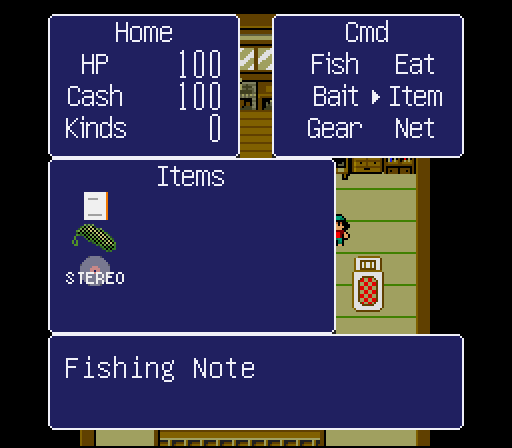 Home
HP 100
Cash 100
Kinds 0
Cmd
Fish Eat
Bait Item
Gear Net
Items
STEREO
Fishing Note